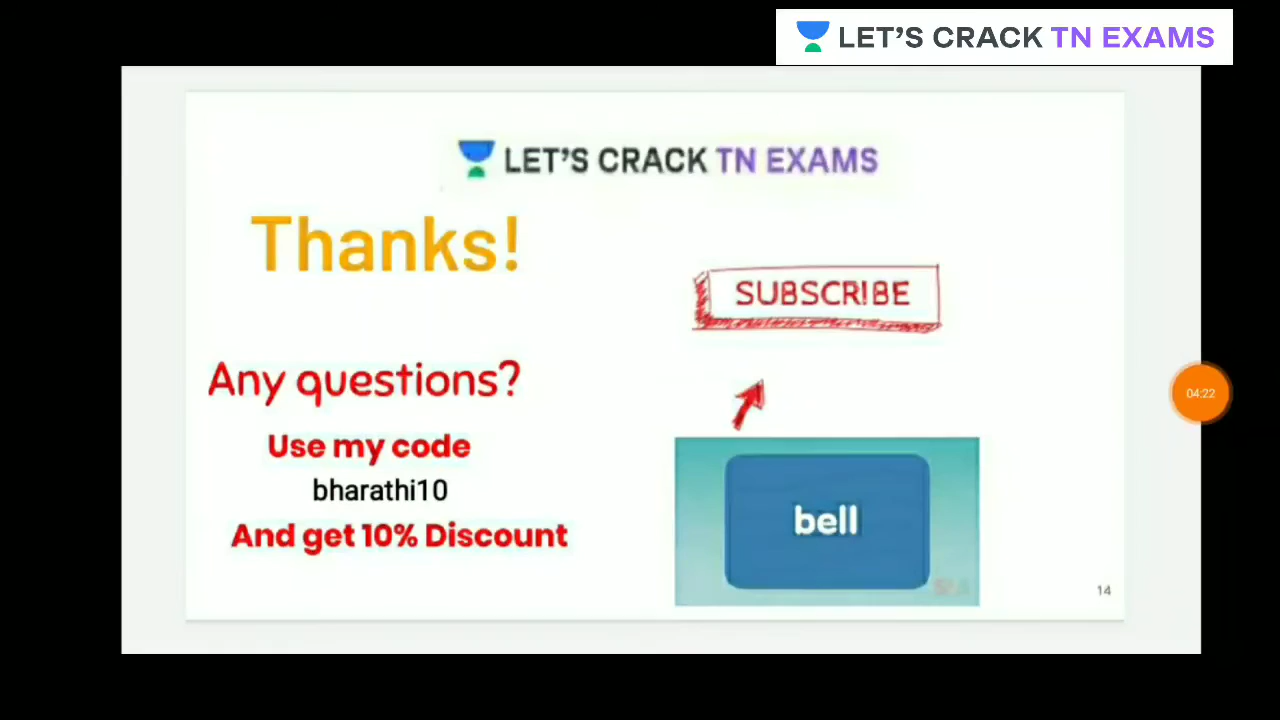 LET'S CRACK TN EXAMS
LET'S CRACK TN EXAMS
Thanks!
SUBSCRIBE
Any questions?
04:22
Use my code
bharathi10
And get 10% Discount
bell
14